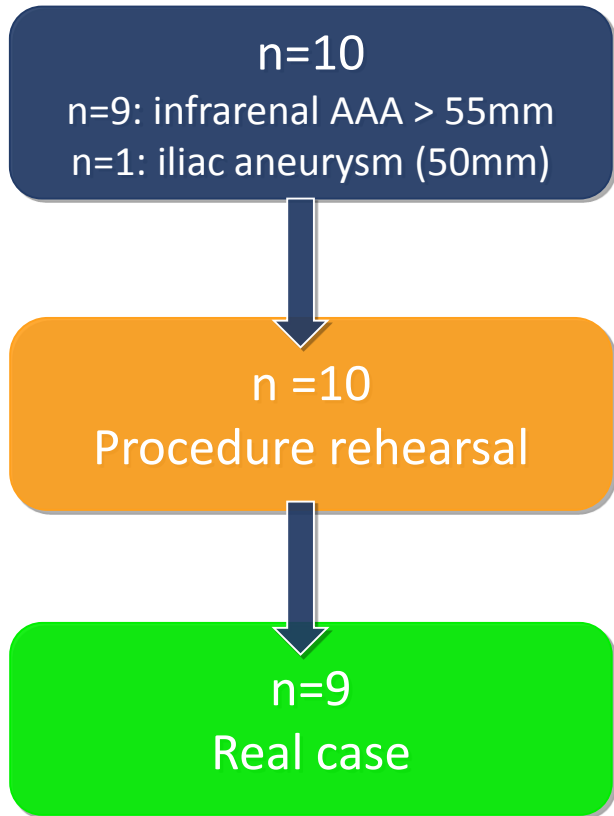 n=10
n=9: infrarenal AAA > 55mm
n=1: iliac aneurysm (50mm)
n =10
Procedure rehearsal
n=9
Real case